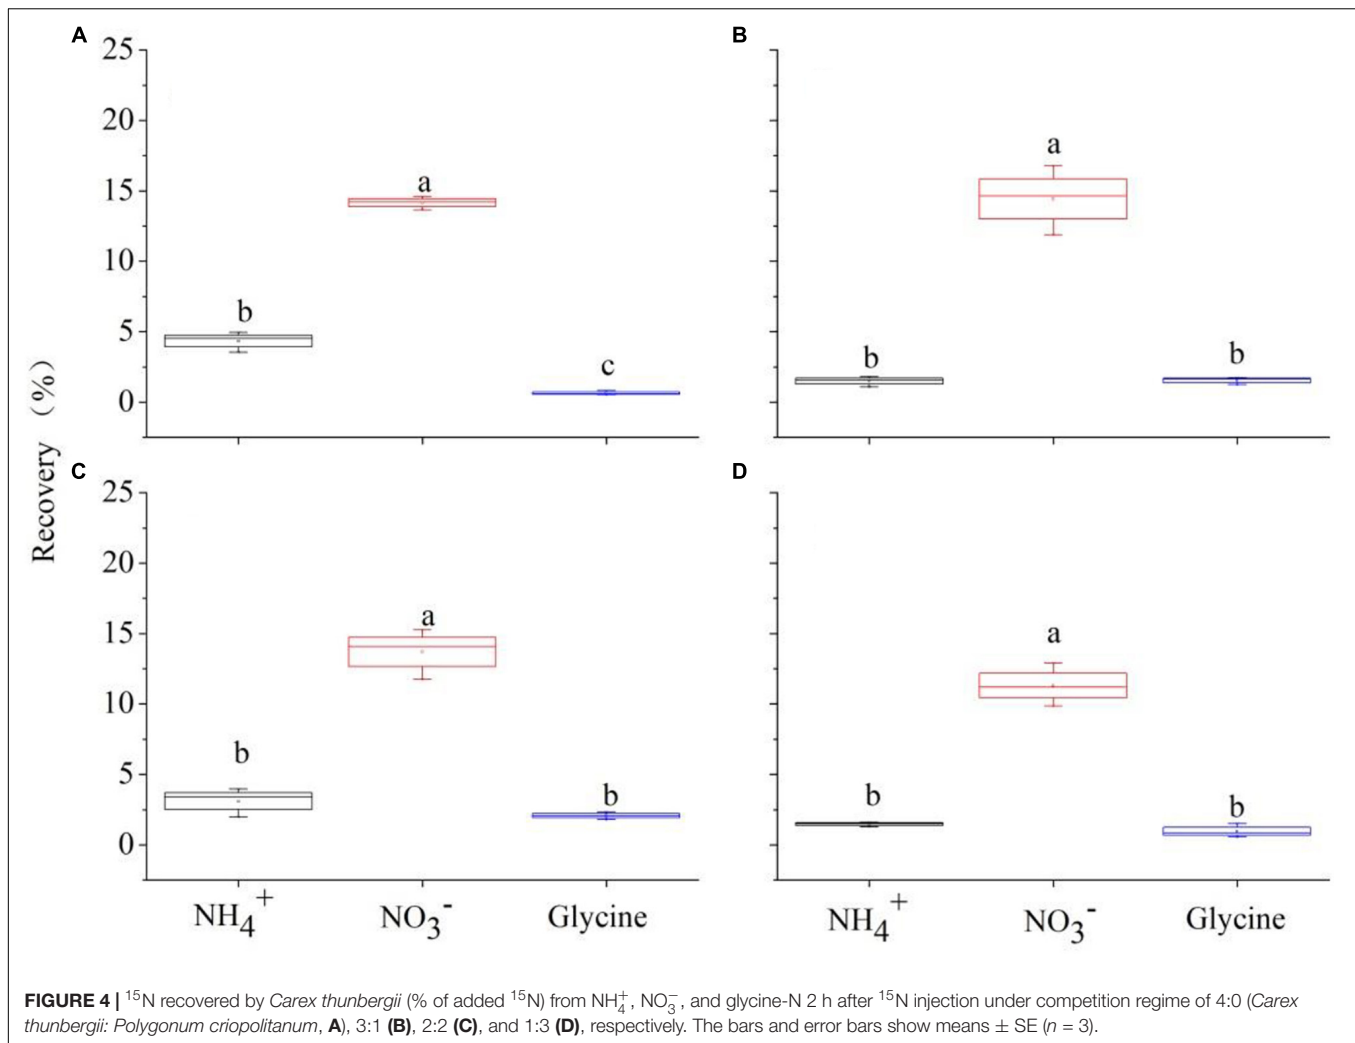 A
B
25
20
15
10
5
0
a
b
c
a
b
b
Recovery (%)
C
D
25
20
15
10
5
0
a
b
b
a
b
b
NH₄⁺ NO₃⁻ Glycine
NH₄⁺ NO₃⁻ Glycine
FIGURE 4 | ¹⁵N recovered by Carex thunbergii (% of added ¹⁵N) from NH₄⁺, NO₃⁻, and glycine-N 2 h after ¹⁵N injection under competition regime of 4:0 (Carex
thunbergii: Polygonum criopolitanum, A), 3:1 (B), 2:2 (C), and 1:3 (D), respectively. The bars and error bars show means ± SE (n = 3).